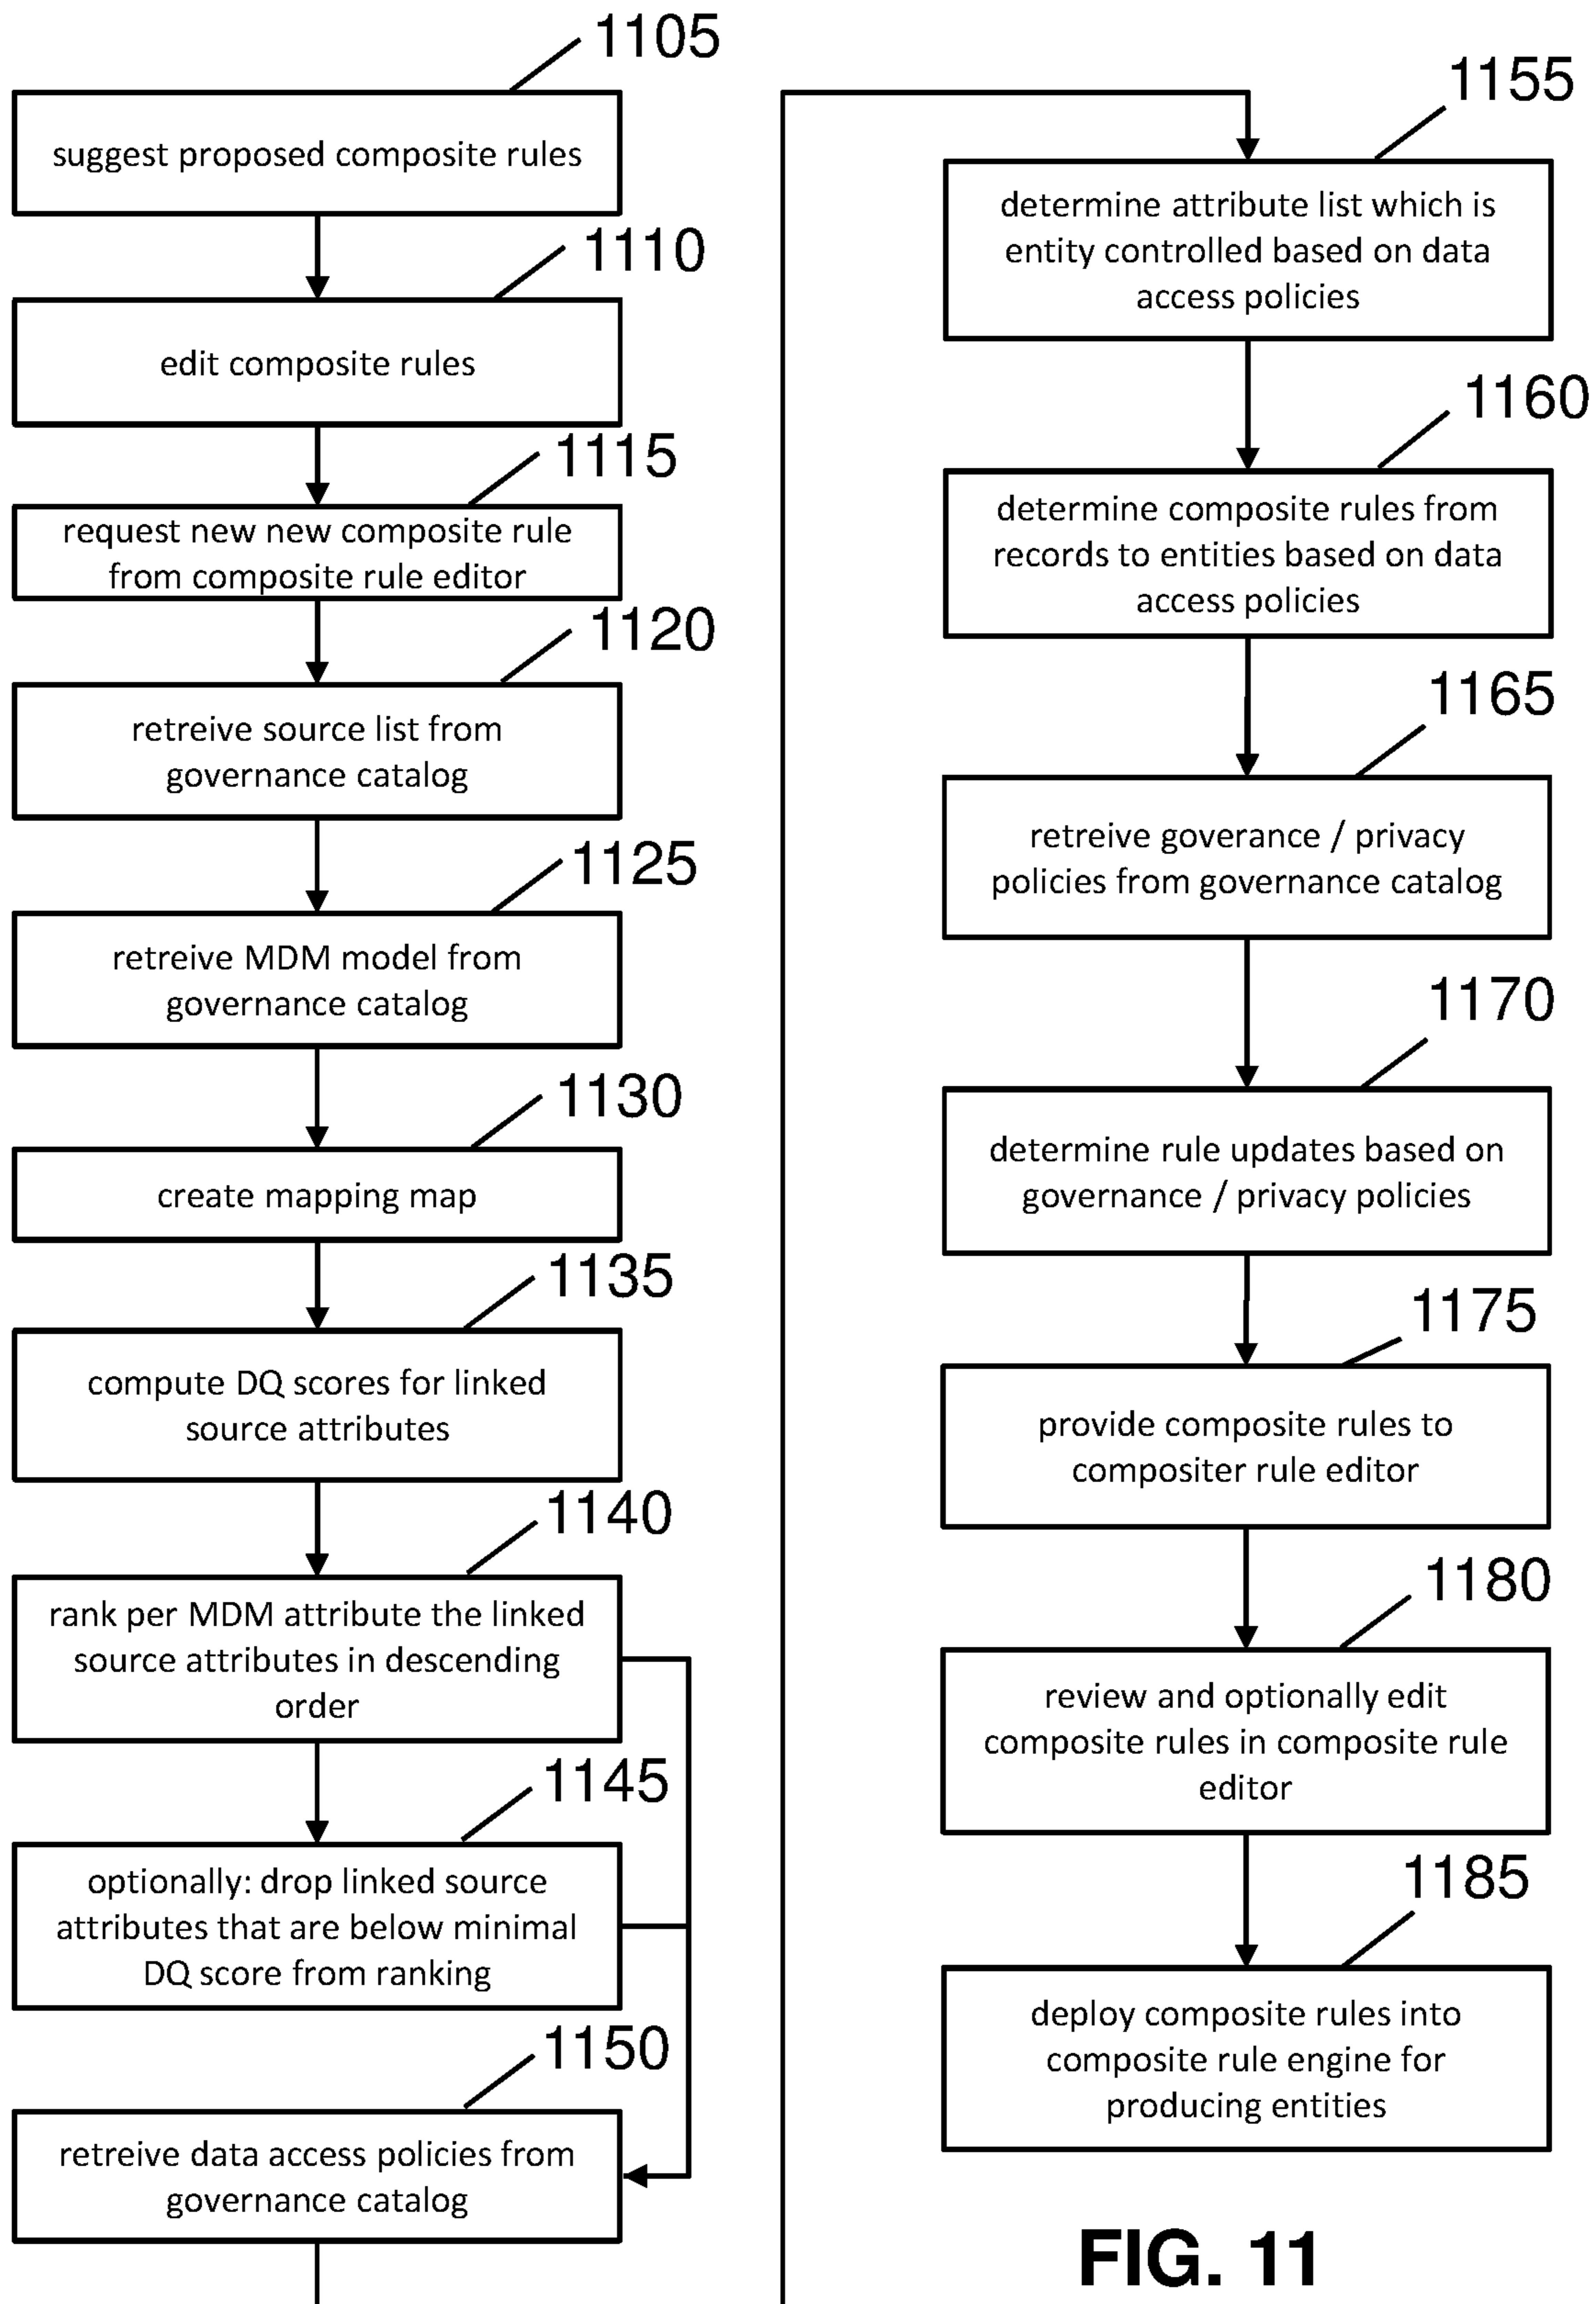 1105
suggest proposed composite rules
1110
edit composite rules
1115
request new new composite rule
from composite rule editor
1120
retreive source list from
governance catalog
1125
retreive MDM model from
governance catalog
1130
create mapping map
1135
compute DQ scores for linked
source attributes
1140
rank per MDM attribute the linked
source attributes in descending
order
1145
optionally: drop linked source
attributes that are below minimal
DQ score from ranking
1150
retreive data access policies from
governance catalog
1155
determine attribute list which is
entity controlled based on data
access policies
1160
determine composite rules from
records to entities based on data
access policies
1165
retreive goverance / privacy
policies from governance catalog
1170
determine rule updates based on
governance / privacy policies
1175
provide composite rules to
compositer rule editor
1180
review and optionally edit
composite rules in composite rule
editor
1185
deploy composite rules into
composite rule engine for
producing entities
FIG. 11